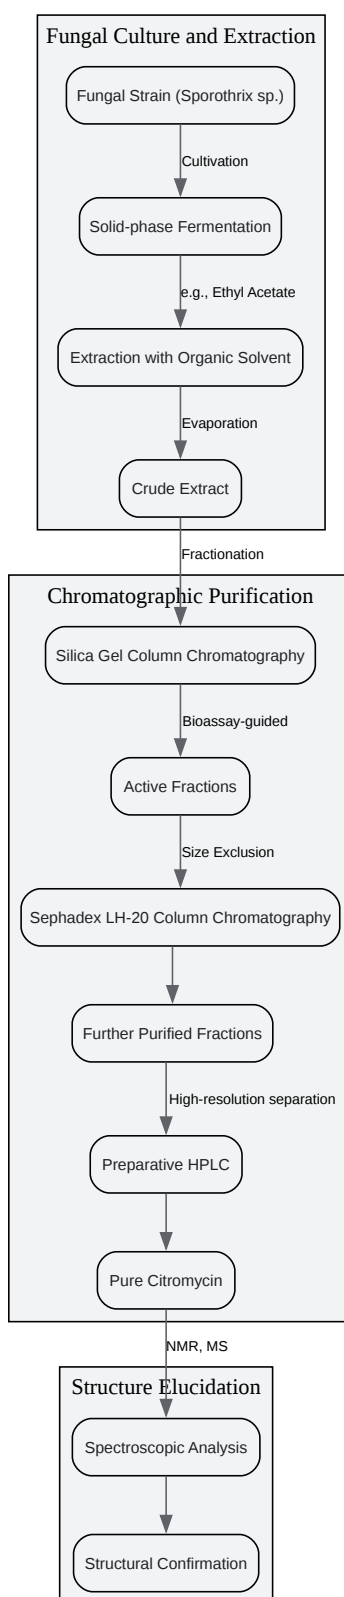 Fungal Culture and Extraction
Fungal Strain (Sporothrix sp.)
Cultivation
Solid-phase Fermentation
e.g., Ethyl Acetate
Extraction with Organic Solvent
Evaporation
Crude Extract
Fractionation
Chromatographic Purification
Silica Gel Column Chromatography
Bioassay-guided
Active Fractions
Size Exclusion
Sephadex LH-20 Column Chromatography
Further Purified Fractions
High-resolution separation
Preparative HPLC
Pure Citromycin
NMR, MS
Structure Elucidation
Spectroscopic Analysis
Structural Confirmation